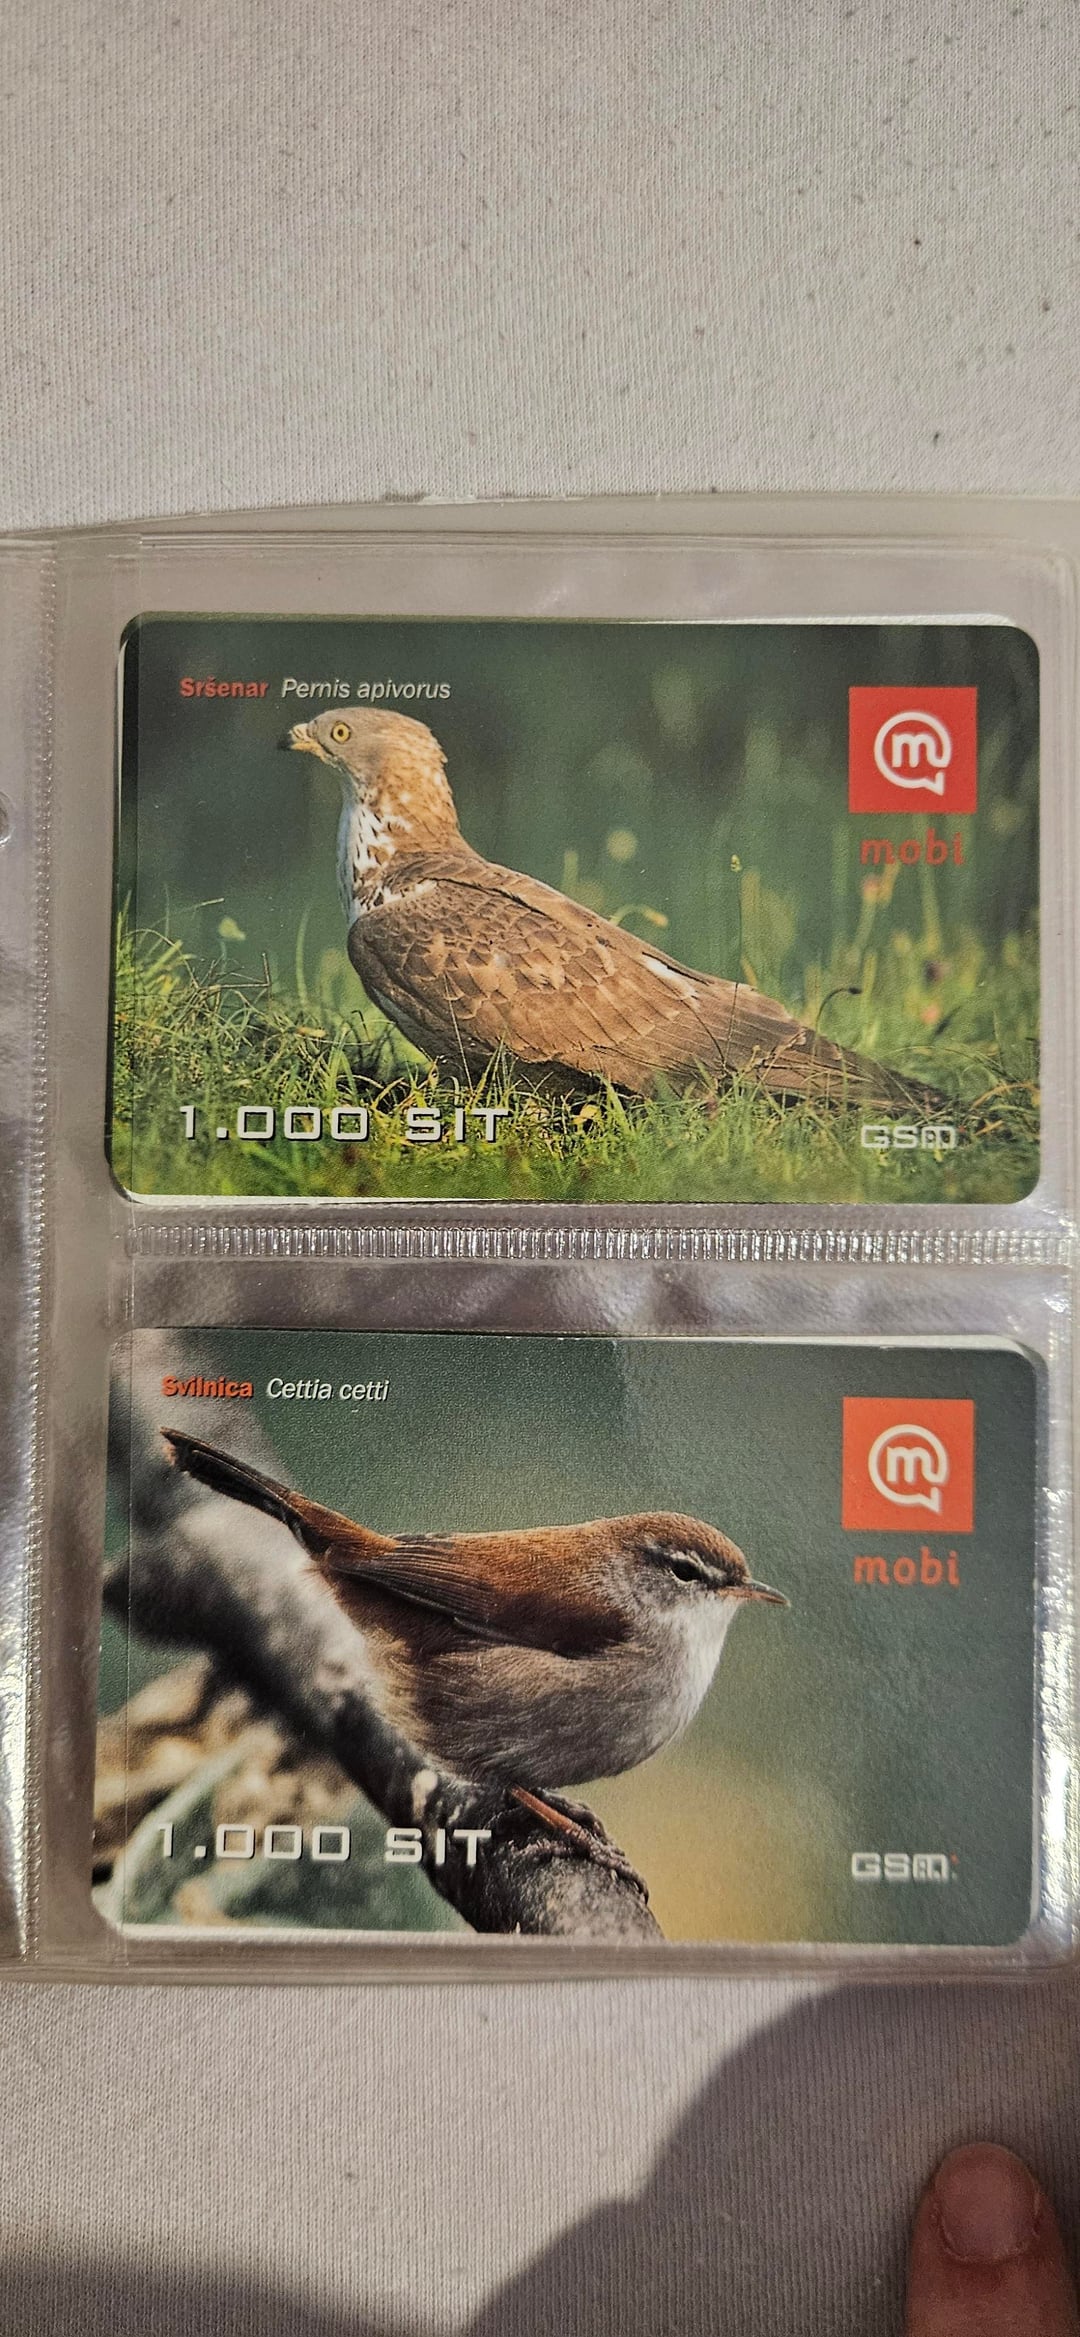 Sršenar Pernis apivorus
m
mobi
1.000 SIT
GSM
Svilnica Cettia cetti
m
mobi
1.000 SIT
GSM